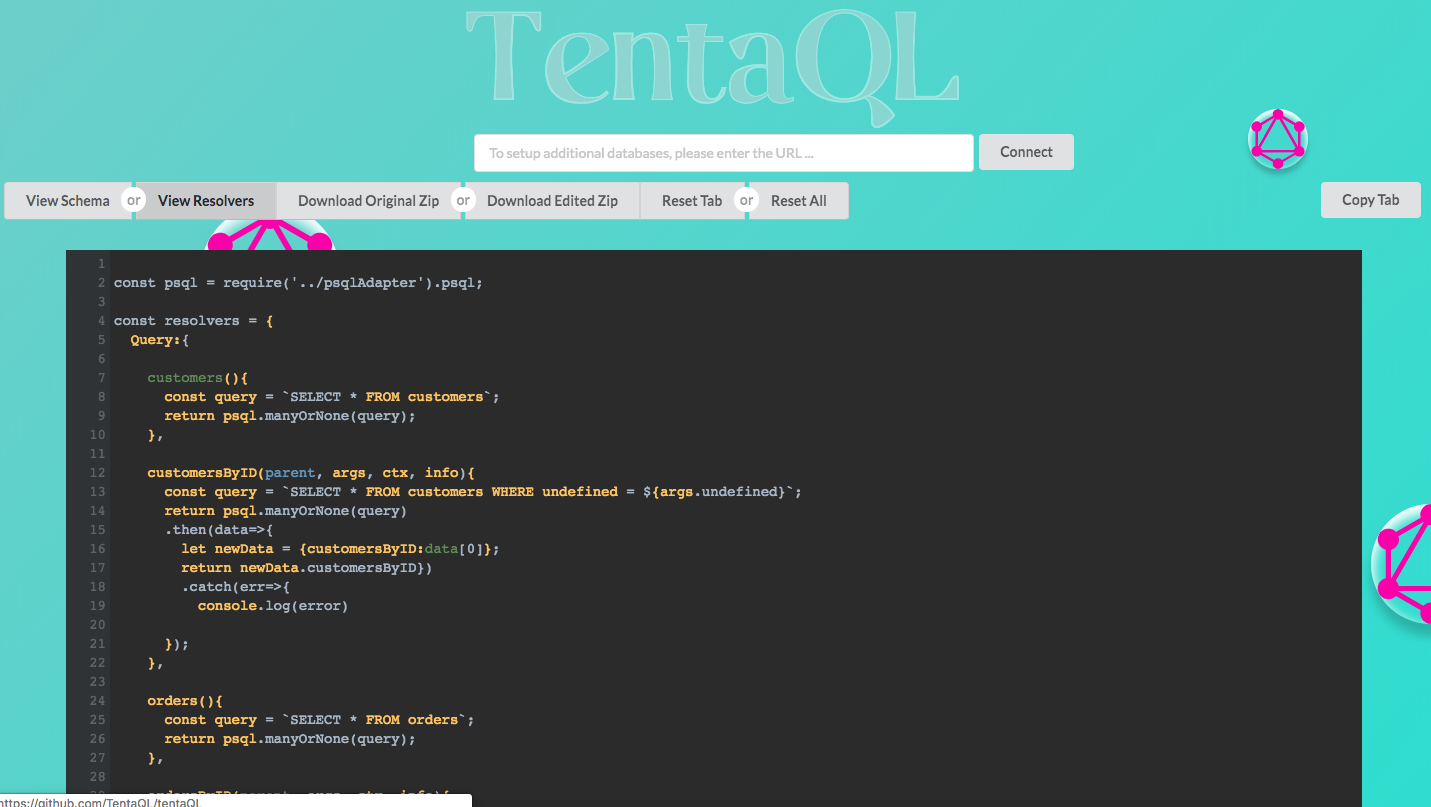 TentaQL
To setup additional databases, please enter the URL ...
Connect
View Schema or View Resolvers Download Original Zip or Download Edited Zip Reset Tab or Reset All Copy Tab
1
2 const psql = require('../psqlAdapter').psql;
3
4 const resolvers = {
5 Query:{
6
7 customers(){
8 const query = `SELECT * FROM customers`;
9 return psql.manyOrNone(query);
10 },
11
12 customersByID(parent, args, ctx, info){
13 const query = `SELECT * FROM customers WHERE undefined = ${args.undefined}`;
14 return psql.manyOrNone(query)
15 .then(data=>{
16 let newData = {customersByID:data[0]};
17 return newData.customersByID})
18 .catch(err=>{
19 console.log(error)
20
21 });
22 },
23
24 orders(){
25 const query = `SELECT * FROM orders`;
26 return psql.manyOrNone(query);
27 },
28
29 ordersByID(parent, args, ctx, info){
https://github.com/TentaQL/tentaQL